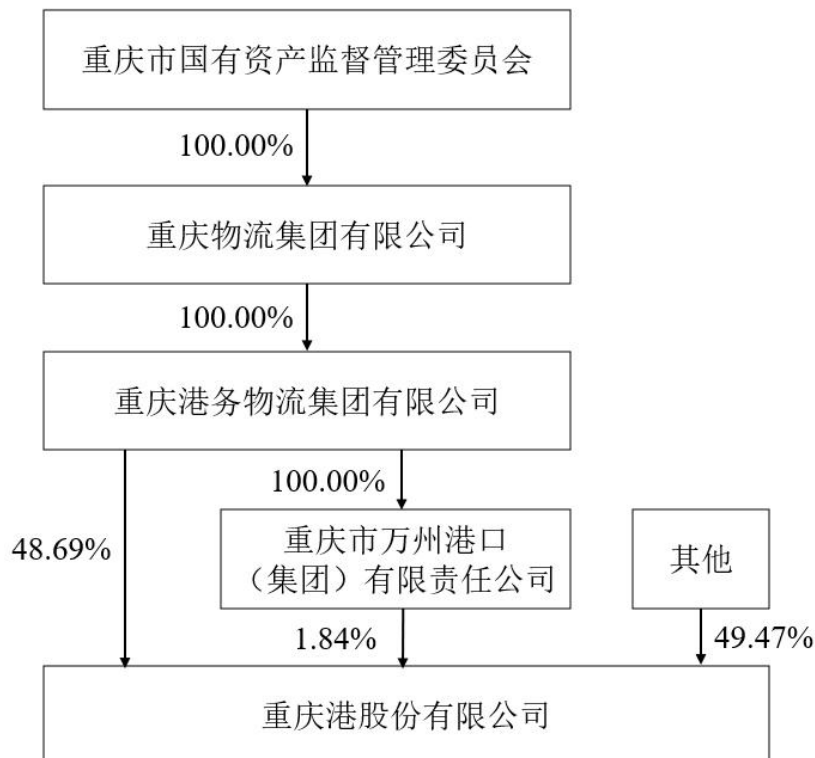 重庆市国有资产监督管理委员会
100.00%
重庆物流集团有限公司
100.00%
重庆港务物流集团有限公司
100.00%
48.69%
重庆市万州港口
（集团）有限责任公司
其他
1.84%
49.47%
重庆港股份有限公司